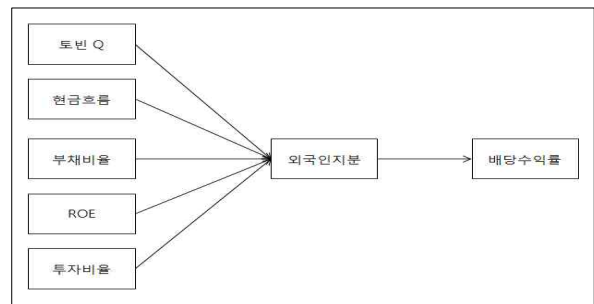 토빈 Q
현금흐름
부채비율
외국인지분
배당수익률
ROE
투자비율